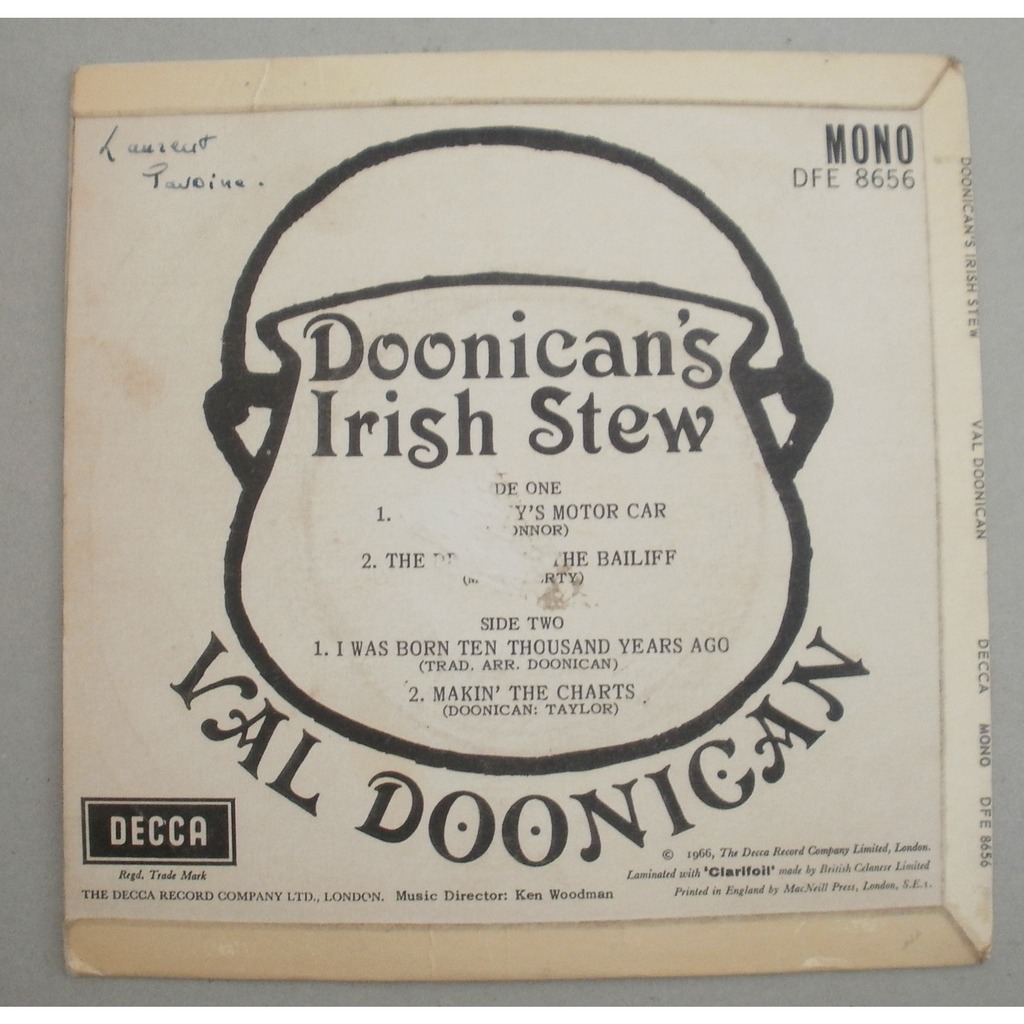 Laurent
MONO
DFE 8656
Doonican's
Irish Stew
DE ONE
1. Y'S MOTOR CAR
ONNOR)
2. THE THE BAILIFF
RTY)
SIDE TWO
1. I WAS BORN TEN THOUSAND YEARS AGO
(TRAD. ARR. DOONICAN)
2. MAKIN' THE CHARTS
(DOONICAN: TAYLOR)
VAL DOONICAN
DECCA
Regd. Trade Mark
THE DECCA RECORD COMPANY LTD., LONDON. Music Director: Ken Woodman
© 1966, The Decca Record Company Limited, London.
Laminated with 'Clarifoil' made by British Celanese Limited
Printed in England by MacNeill Press, London, S.E.1.
DOONICAN'S IRISH STEW VAL DOONICAN DECCA MONO DFE 8656